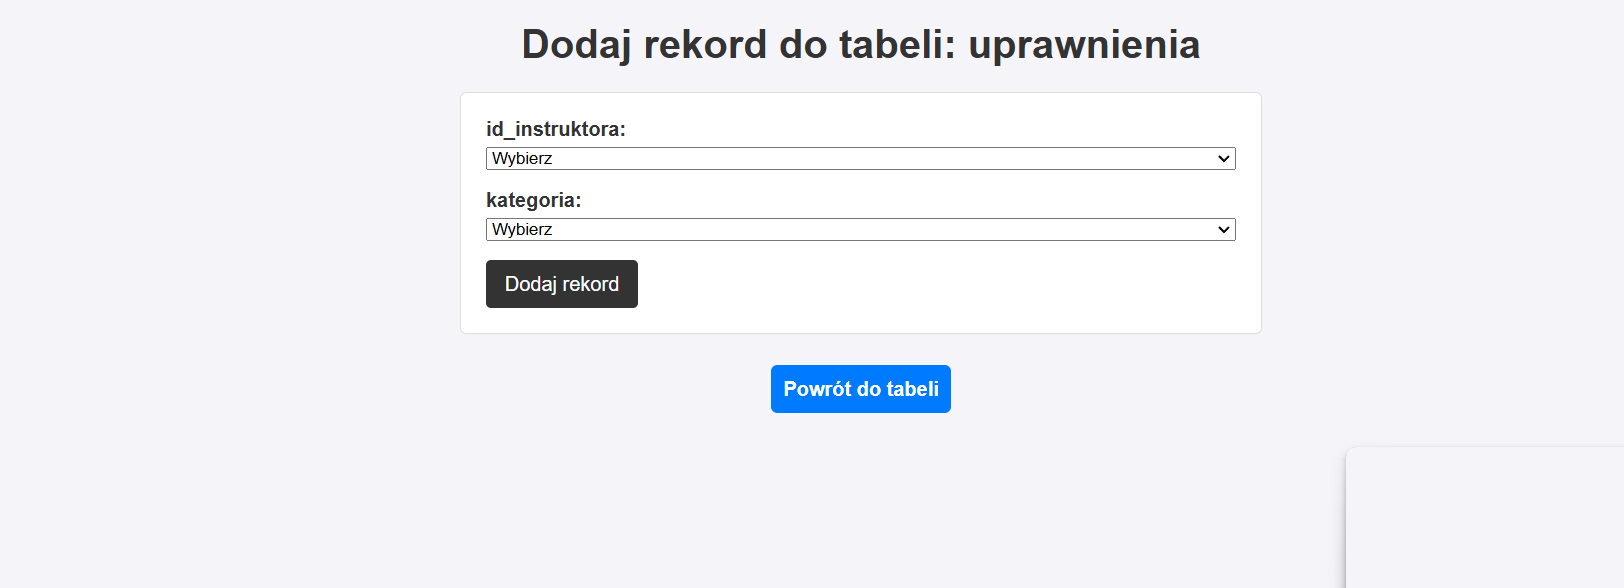 Dodaj rekord do tabeli: uprawnienia
id_instruktora:
Wybierz
kategoria:
Wybierz
Dodaj rekord
Powrót do tabeli